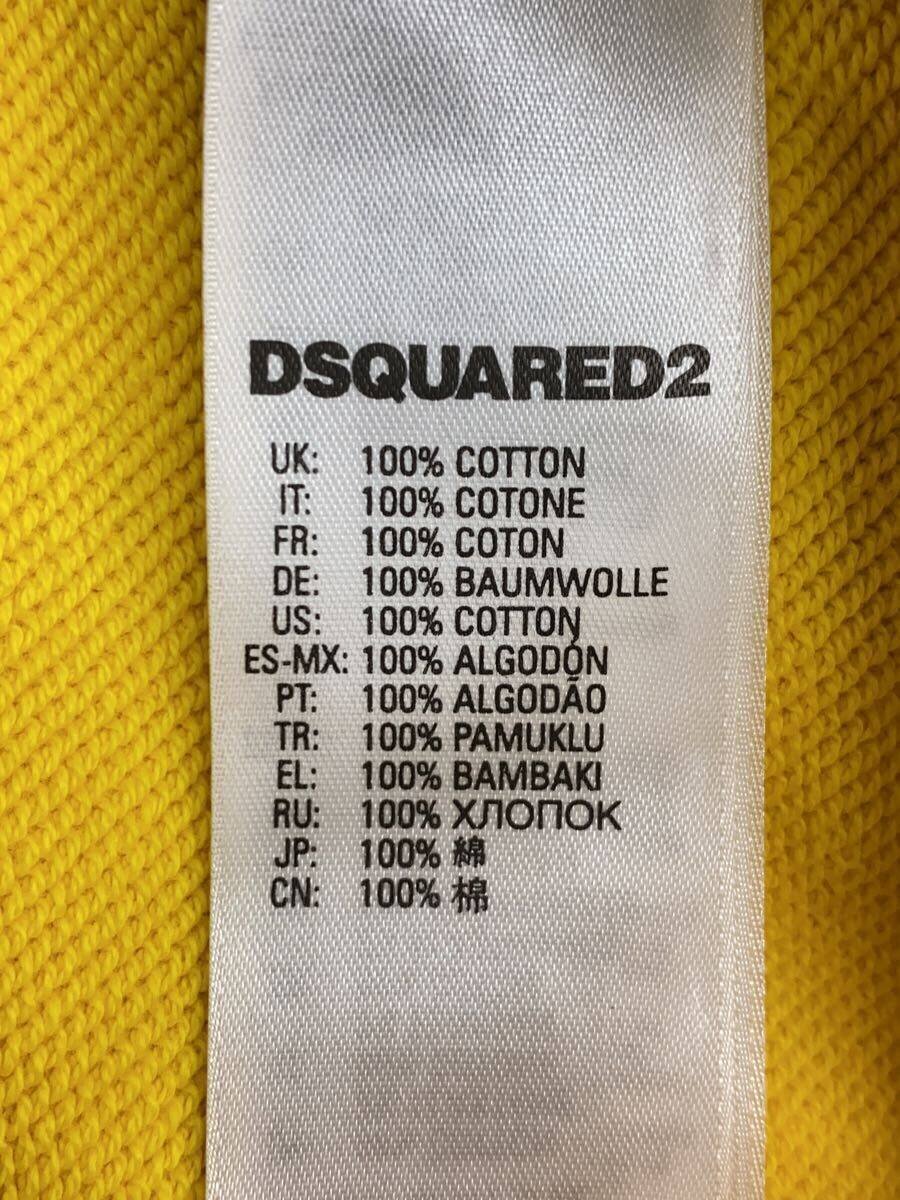 DSQUARED2
UK: 100% COTTON
IT: 100% COTONE
FR: 100% COTON
DE: 100% BAUMWOLLE
US: 100% COTTON
ES-MX: 100% ALGODÓN
PT: 100% ALGODÃO
TR: 100% PAMUKLU
EL: 100% BAMBAKI
RU: 100% ХЛОПОК
JP: 100% 綿
CN: 100% 棉